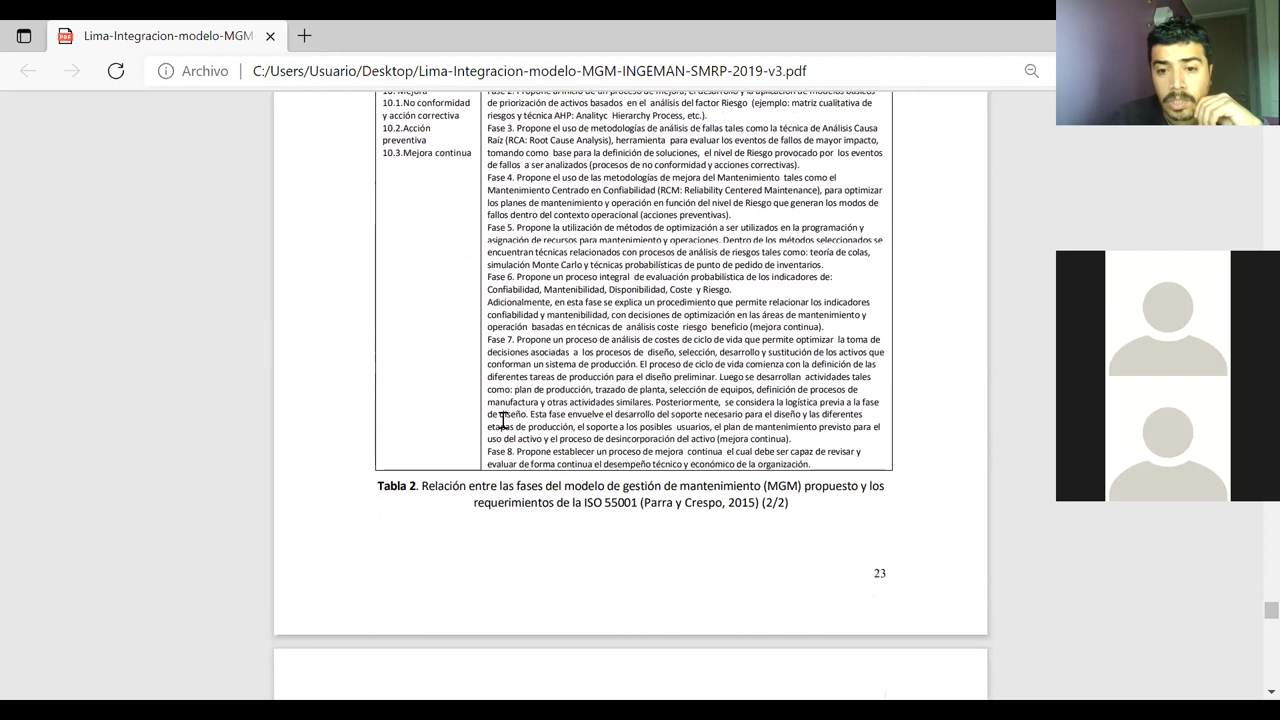 Lima-Integracion-modelo-MGM
Archivo
C:/Users/Usuario/Desktop/Lima-Integracion-modelo-MGM-INGEMAN-SMRP-2019-v3.pdf
10. Mejora
10.1.No conformidad
y acción correctiva
10.2.Acción
preventiva
10.3.Mejora continua
Fase 2. Propone al inicio de un proceso de mejora, el desarrollo y la aplicación de modelos básicos
de priorización de activos basados en el análisis del factor Riesgo (ejemplo: matriz cualitativa de
riesgos y técnica AHP: Analityc Hierarchy Process, etc.).
Fase 3. Propone el uso de metodologías de análisis de fallas tales como la técnica de Análisis Causa
Raíz (RCA: Root Cause Analysis), herramienta para evaluar los eventos de fallos de mayor impacto,
tomando como base para la definición de soluciones, el nivel de Riesgo provocado por los eventos
de fallos a ser analizados (procesos de no conformidad y acciones correctivas).
Fase 4. Propone el uso de las metodologías de mejora del Mantenimiento tales como el
Mantenimiento Centrado en Confiabilidad (RCM: Reliability Centered Maintenance), para optimizar
los planes de mantenimiento y operación en función del nivel de Riesgo que generan los modos de
fallos dentro del contexto operacional (acciones preventivas).
Fase 5. Propone la utilización de métodos de optimización a ser utilizados en la programación y
asignación de recursos para mantenimiento y operaciones. Dentro de los métodos seleccionados se
encuentran técnicas relacionados con procesos de análisis de riesgos tales como: teoría de colas,
simulación Monte Carlo y técnicas probabilísticas de punto de pedido de inventarios.
Fase 6. Propone un proceso integral de evaluación probabilística de los indicadores de:
Confiabilidad, Mantenibilidad, Disponibilidad, Coste y Riesgo.
Adicionalmente, en esta fase se explica un procedimiento que permite relacionar los indicadores
confiabilidad y mantenibilidad, con decisiones de optimización en las áreas de mantenimiento y
operación basadas en técnicas de análisis coste riesgo beneficio (mejora continua).
Fase 7. Propone un proceso de análisis de costes de ciclo de vida que permite optimizar la toma de
decisiones asociadas a los procesos de diseño, selección, desarrollo y sustitución de los activos que
conforman un sistema de producción. El proceso de ciclo de vida comienza con la definición de las
diferentes tareas de producción para el diseño preliminar. Luego se desarrollan actividades tales
como: plan de producción, trazado de planta, selección de equipos, definición de procesos de
manufactura y otras actividades similares. Posteriormente, se considera la logística previa a la fase
de diseño. Esta fase envuelve el desarrollo del soporte necesario para el diseño y las diferentes
etapas de producción, el soporte a los posibles usuarios, el plan de mantenimiento previsto para el
uso del activo y el proceso de desincorporación del activo (mejora continua).
Fase 8. Propone establecer un proceso de mejora continua el cual debe ser capaz de revisar y
evaluar de forma continua el desempeño técnico y económico de la organización.
Tabla 2. Relación entre las fases del modelo de gestión de mantenimiento (MGM) propuesto y los
requerimientos de la ISO 55001 (Parra y Crespo, 2015) (2/2)
23